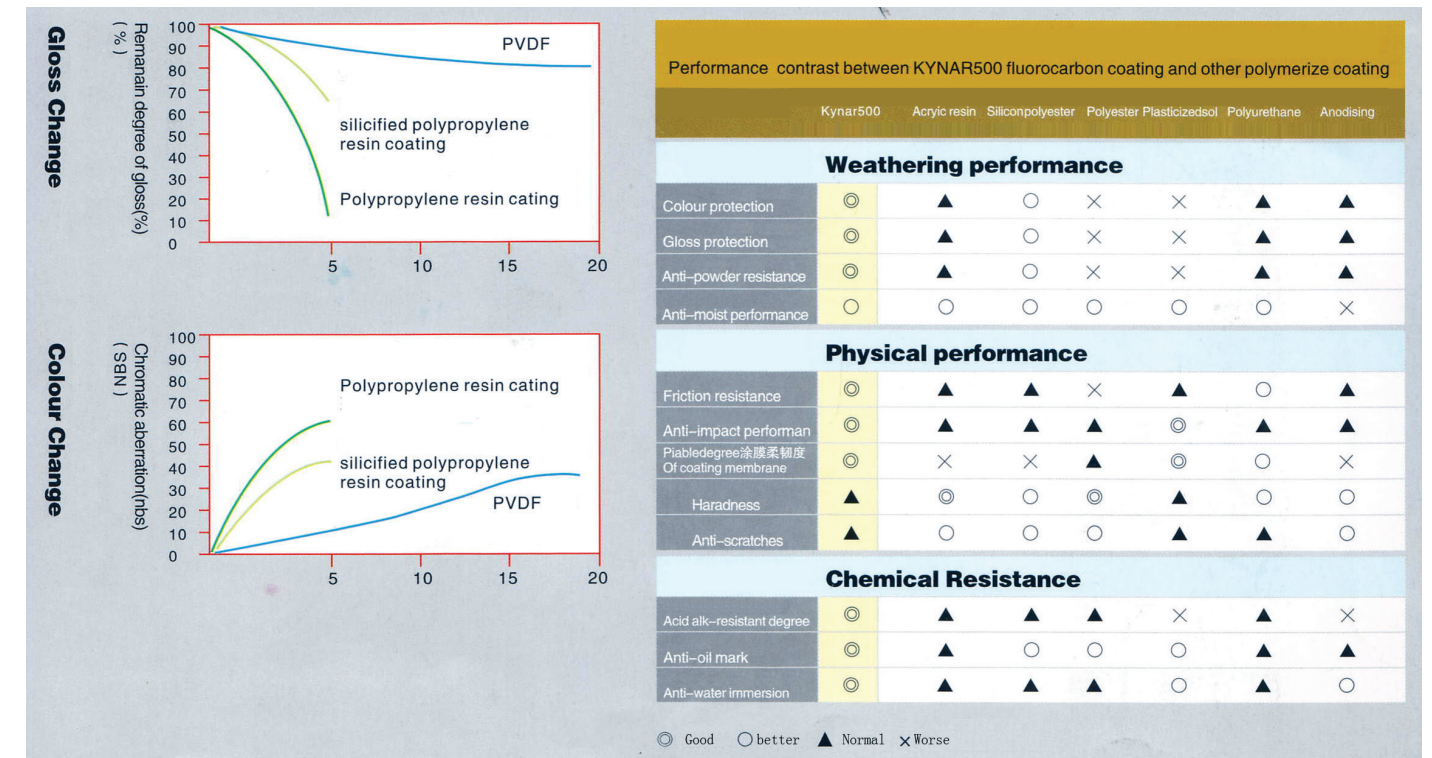 Gloss Change
Remanain degree of gloss(%)
( % )
100
90
80
70
60
50
40
30
20
10
0
PVDF
silicified polypropylene
resin coating
Polypropylene resin cating
5 10 15 20
Colour Change
Chromatic aberration(nbs)
( SBN )
100
90
80
70
60
50
40
30
20
10
0
Polypropylene resin cating
silicified polypropylene
resin coating
PVDF
5 10 15 20
Performance contrast between KYNAR500 fluorocarbon coating and other polymerize coating
Kynar500 Acryic resin Siliconpolyester Polyester Plasticizedsol Polyurethane Anodising
Weathering performance
Colour protection ◎ ▲ ○ × × ▲ ▲
Gloss protection ◎ ▲ ○ × × ▲ ▲
Anti-powder resistance ◎ ▲ ○ × × ▲ ▲
Anti-moist performance ○ ○ ○ ○ ○ ○ ×
Physical performance
Friction resistance ◎ ▲ ▲ × ▲ ○ ▲
Anti-impact performan ◎ ▲ ▲ ▲ ◎ ▲ ▲
Piabledegree涂膜柔韧度
Of coating membrane ◎ × × ▲ ◎ ○ ×
Haradness ▲ ◎ ○ ◎ ▲ ○ ○
Anti-scratches ▲ ○ ○ ○ ▲ ▲ ○
Chemical Resistance
Acid alk-resistant degree ◎ ▲ ▲ ▲ × ▲ ×
Anti-oil mark ◎ ▲ ○ ○ ○ ▲ ▲
Anti-water immersion ◎ ▲ ▲ ▲ ○ ▲ ○
◎ Good ○ better ▲ Normal × Worse